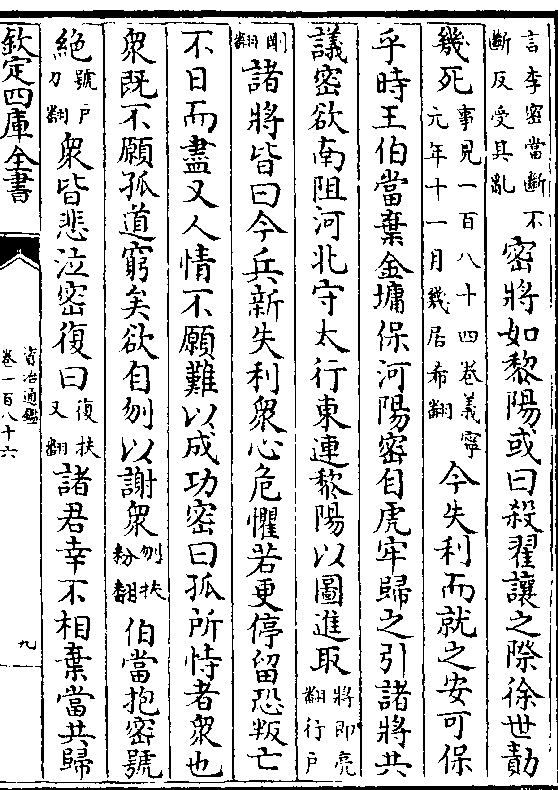 言李密當斷不斷反受其亂密將如黎陽或曰殺翟讓之際徐世勣
幾死事見一百八十四卷義寧元年十一月幾居希翻今失利而就之安可保
乎時王伯當棄金墉保河陽密自虎牢歸之引諸將共
議密欲南阻河北守太行東連黎陽以圖進取將即亮翻行戶
剛翻諸將皆曰今兵新失利衆心危懼若更停留恐叛亡
不日而盡又人情不願難以成功密曰孤所恃者衆也
衆既不願孤道窮矣欲自刎以謝衆刎扶粉翻伯當抱密號
絶號戶刀翻衆皆悲泣密復曰復扶又翻諸君幸不相棄當共歸
欽定四庫全書
資治通鑑
卷一百八十六
九